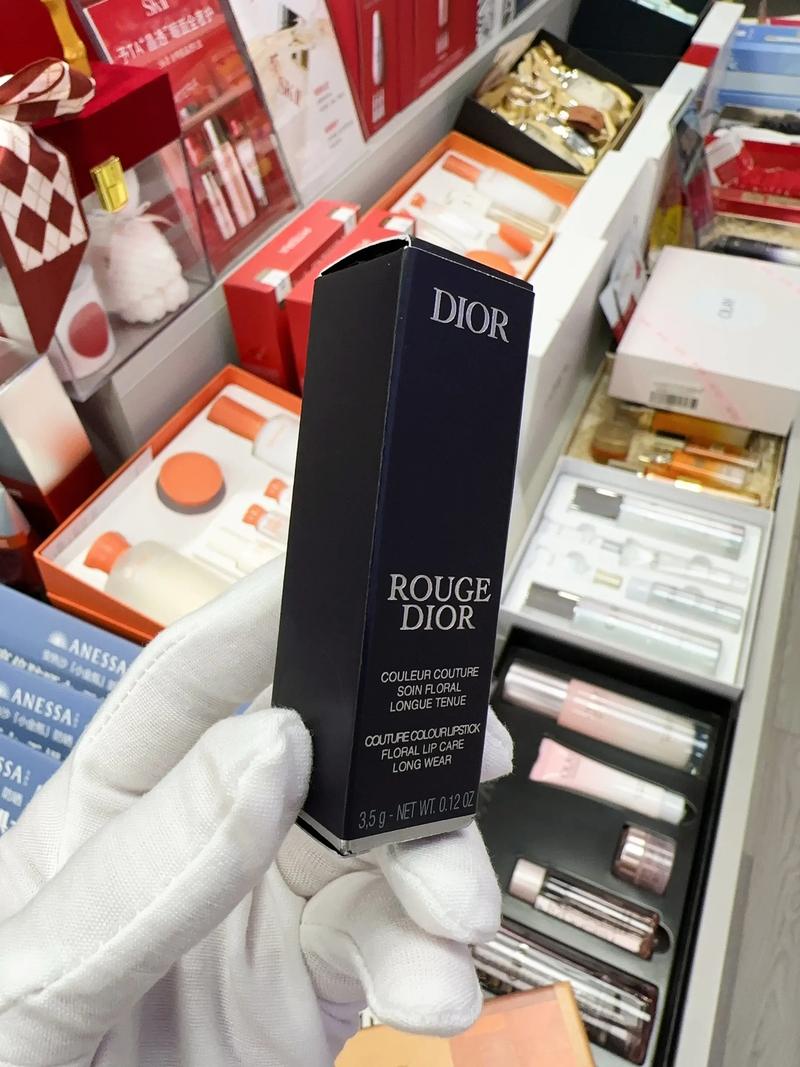 DIOR
ROUGE
DIOR
COULEUR COUTURE
SOIN FLORAL
LONGUE TENUE
COUTURE COLOUR LIPSTICK
FLORAL LIP CARE
LONG WEAR
3,5 g - NET WT. 0.12 OZ
ANESSA
ANESSA
OLAY